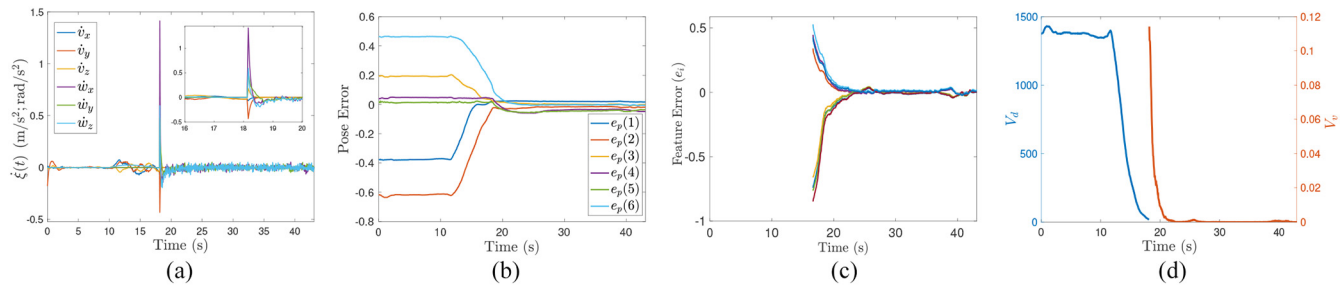 1.5
1
0.5
0
-0.5
ξ̇(t) (m/s²; rad/s²)
v̇x
v̇y
v̇z
ẇx
ẇy
ẇz
1
0.5
0
-0.5
16 17 18 19 20
0 5 10 15 20 25 30 35 40
Time (s)
(a)
0.6
0.4
0.2
0
-0.2
-0.4
-0.6
-0.8
Pose Error
ep(1)
ep(2)
ep(3)
ep(4)
ep(5)
ep(6)
0 10 20 30 40
Time (s)
(b)
0.5
0
-0.5
-1
Feature Error (ei)
0 10 20 30 40
Time (s)
(c)
1500
1000
500
0
Vd
0.12
0.1
0.08
0.06
0.04
0.02
0
Vv
0 10 20 30 40
Time (s)
(d)